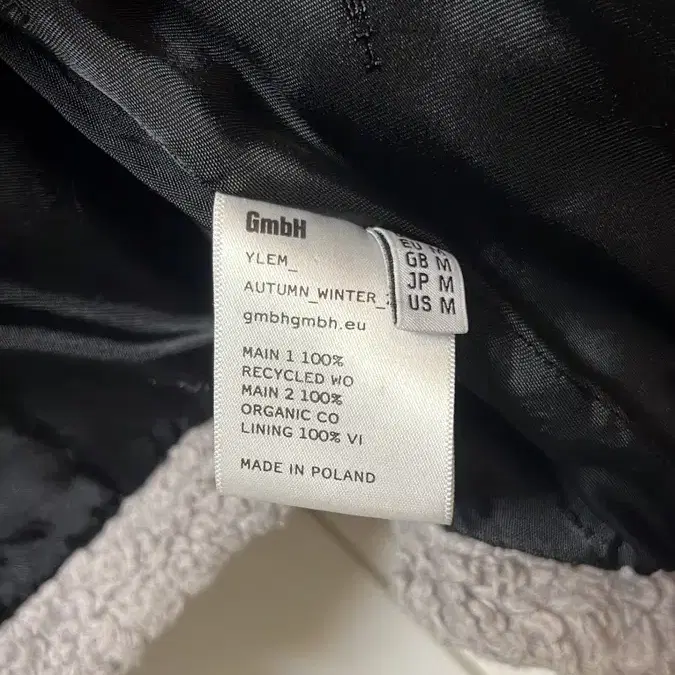 GmbH
YLEM_
AUTUMN_WINTER_
gmbhgmbh.eu
MAIN 1 100%
RECYCLED WO
MAIN 2 100%
ORGANIC CO
LINING 100% VI
MADE IN POLAND
EU
GB M
JP M
US M